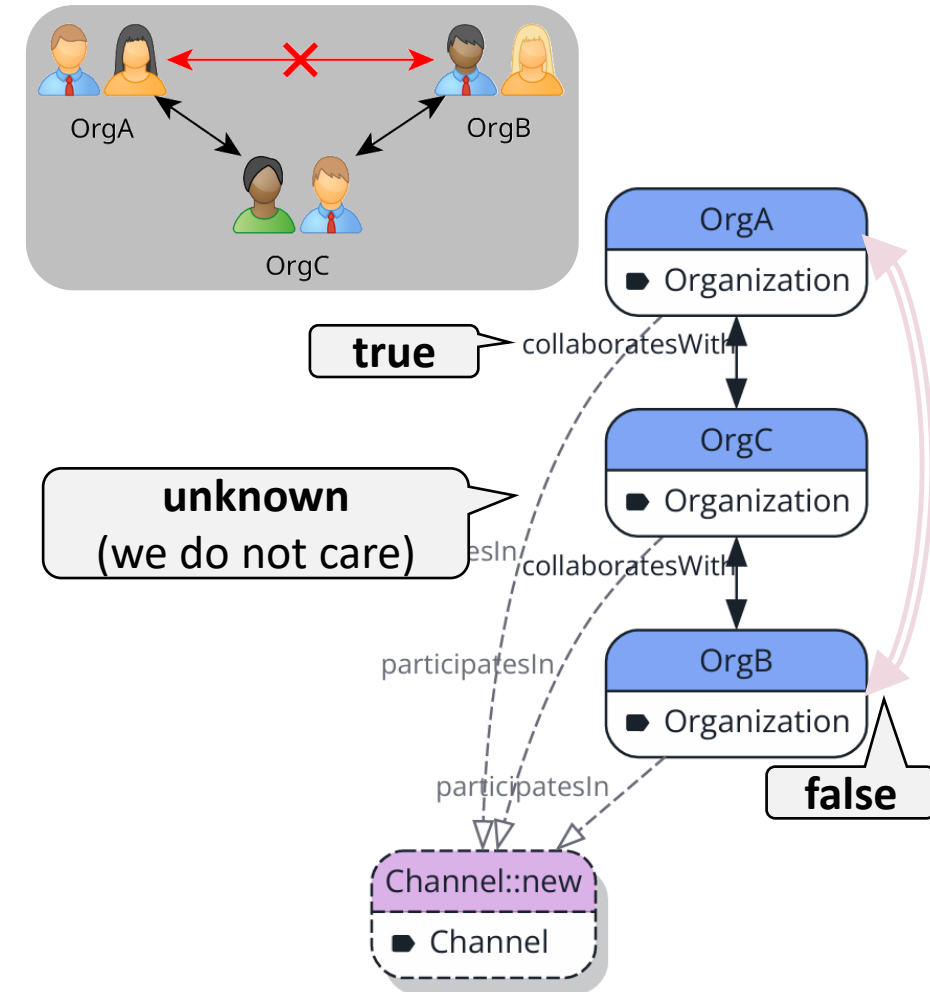 OrgA
OrgB
OrgC
OrgA
Organization
true
collaboratesWith
OrgC
Organization
unknown
(we do not care)
esIn
collaboratesWith
OrgB
participatesIn
Organization
participatesIn
false
Channel::new
Channel